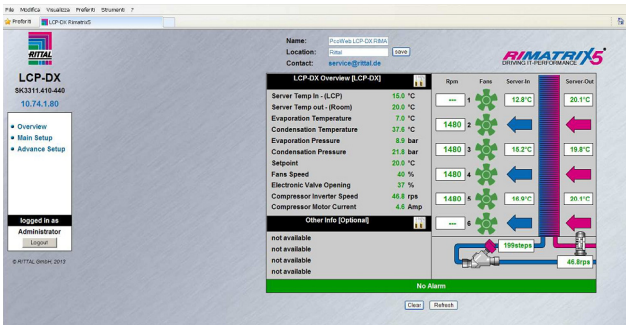 File Modifica Visualizza Preferiti Strumenti ?
Preferiti LCP-DX Rimatrix5
RITTAL
LCP-DX
SK3311.410-440
10.74.1.80
Overview
Main Setup
Advance Setup
logged in as
Administrator
Logout
© RITTAL GmbH. 2013
Name: PcoWeb LCP-DX RIMA
Location: Rittal save
Contact: service@rittal.de
RIMATRIX5
DRIVING IT-PERFORMANCE
LCP-DX Overview [LCP-DX]
Server Temp In - (LCP) 15.0 °C
Server Temp out - (Room) 20.0 °C
Evaporation Temperature 7.0 °C
Condensation Temperature 37.6 °C
Evaporation Pressure 8.9 bar
Condensation Pressure 21.8 bar
Setpoint 20.0 °C
Fans Speed 40 %
Electronic Valve Opening 37 %
Compressor Inverter Speed 46.8 rps
Compressor Motor Current 4.6 Amp
Other Info [Optional]
not available
not available
not available
not available
Rpm Fans Server-In Server-Out
--- 1 12.8°C 20.1°C
1480 2
1480 3 15.2°C 19.8°C
1480 4
1480 5 16.9°C 20.1°C
--- 6
199steps
46.8rps
No Alarm
Clear Refresh